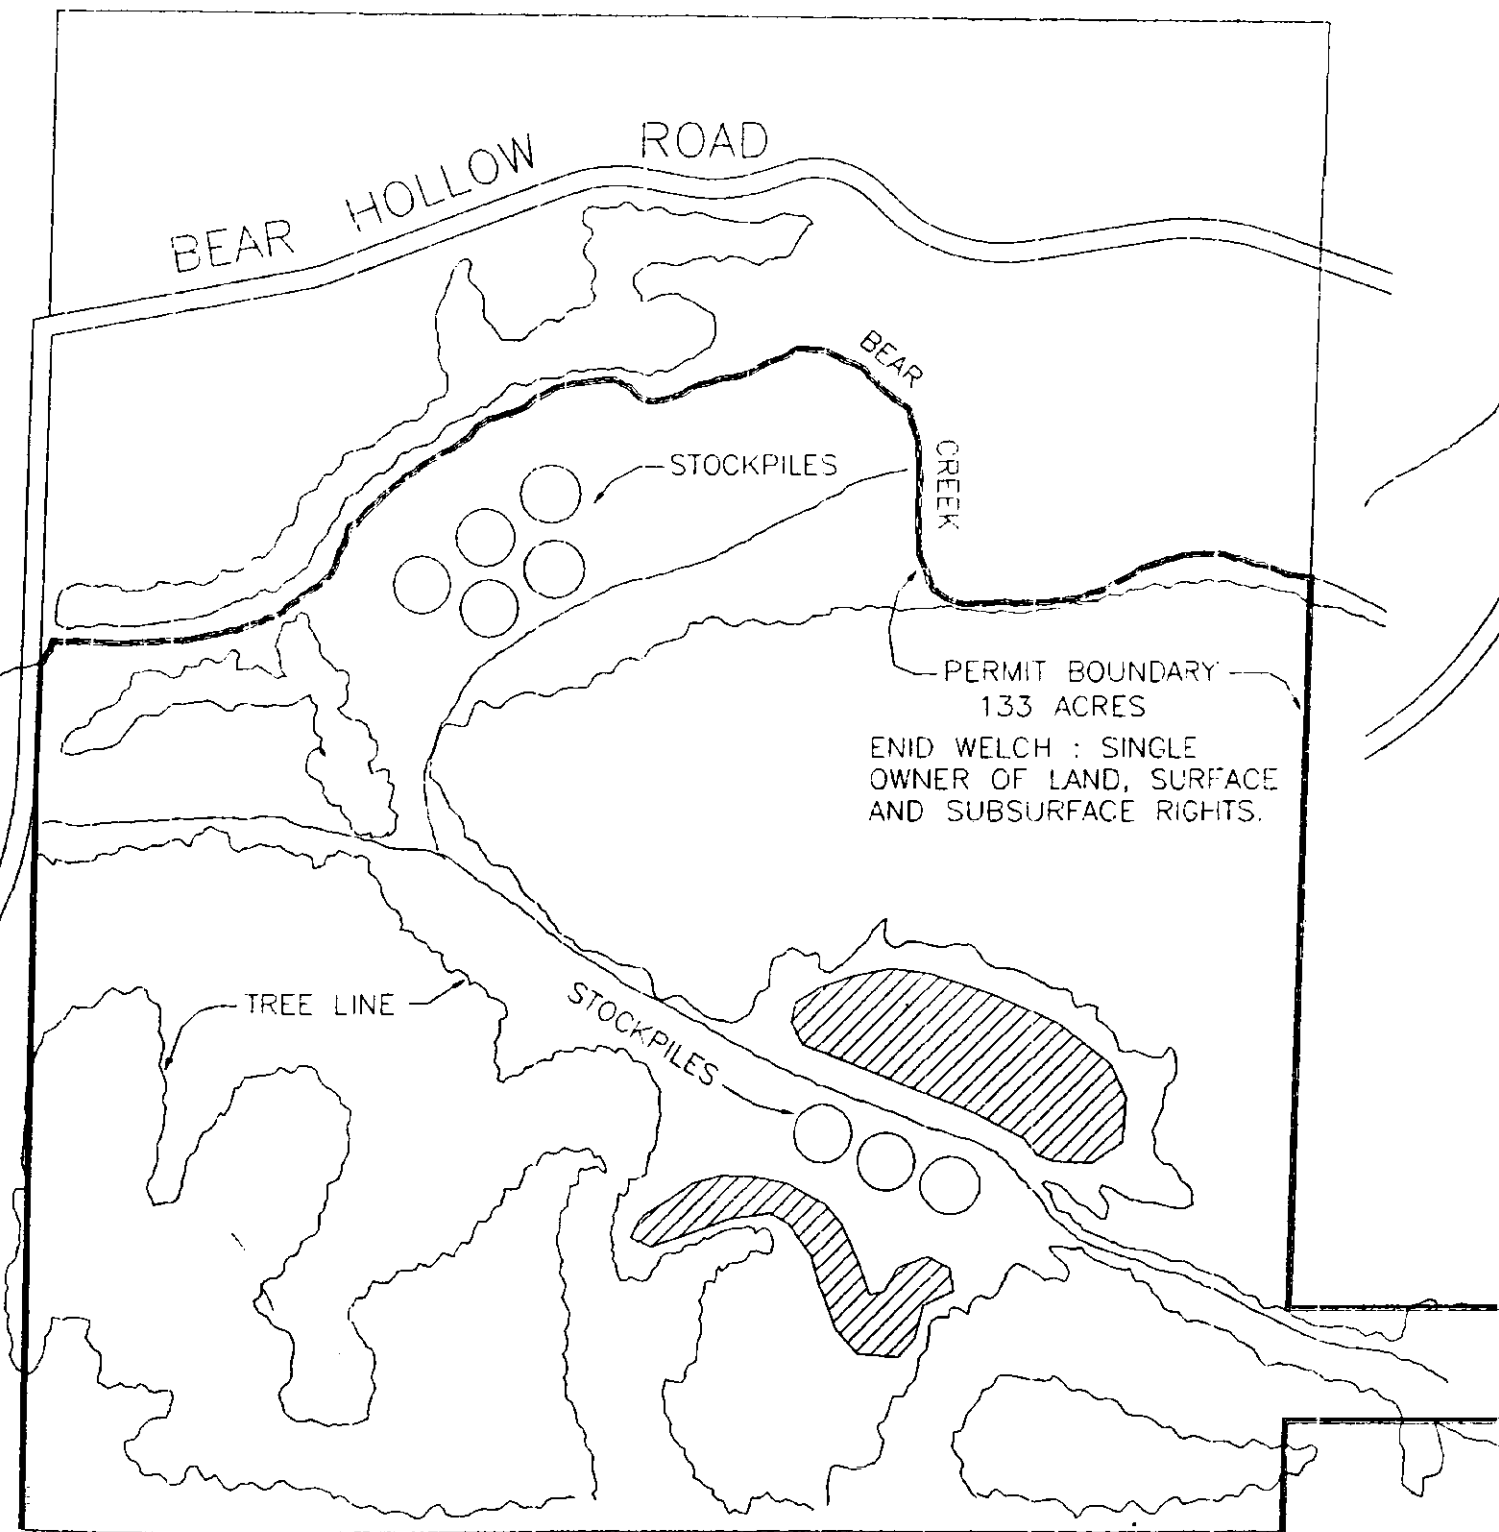 BEAR HOLLOW ROAD
BEAR CREEK
STOCKPILES
PERMIT BOUNDARY
133 ACRES
ENID WELCH : SINGLE
OWNER OF LAND, SURFACE
AND SUBSURFACE RIGHTS.
TREE LINE
STOCKPILES